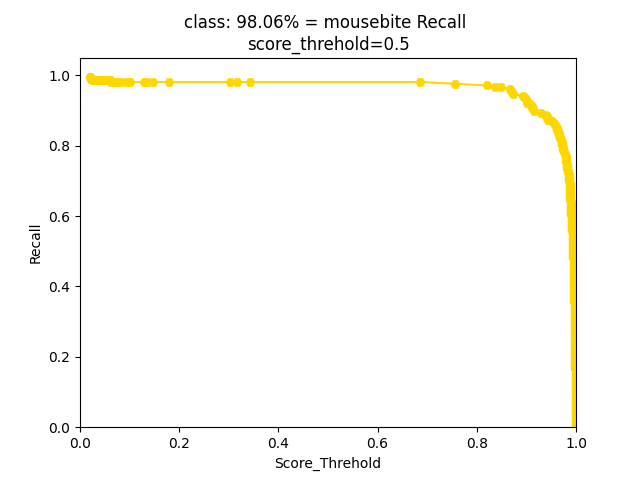 class: 98.06% = mousebite Recall
score_threhold=0.5
1.0
0.8
0.6
0.4
0.2
0.0
Recall
0.0 0.2 0.4 0.6 0.8 1.0
Score_Threhold